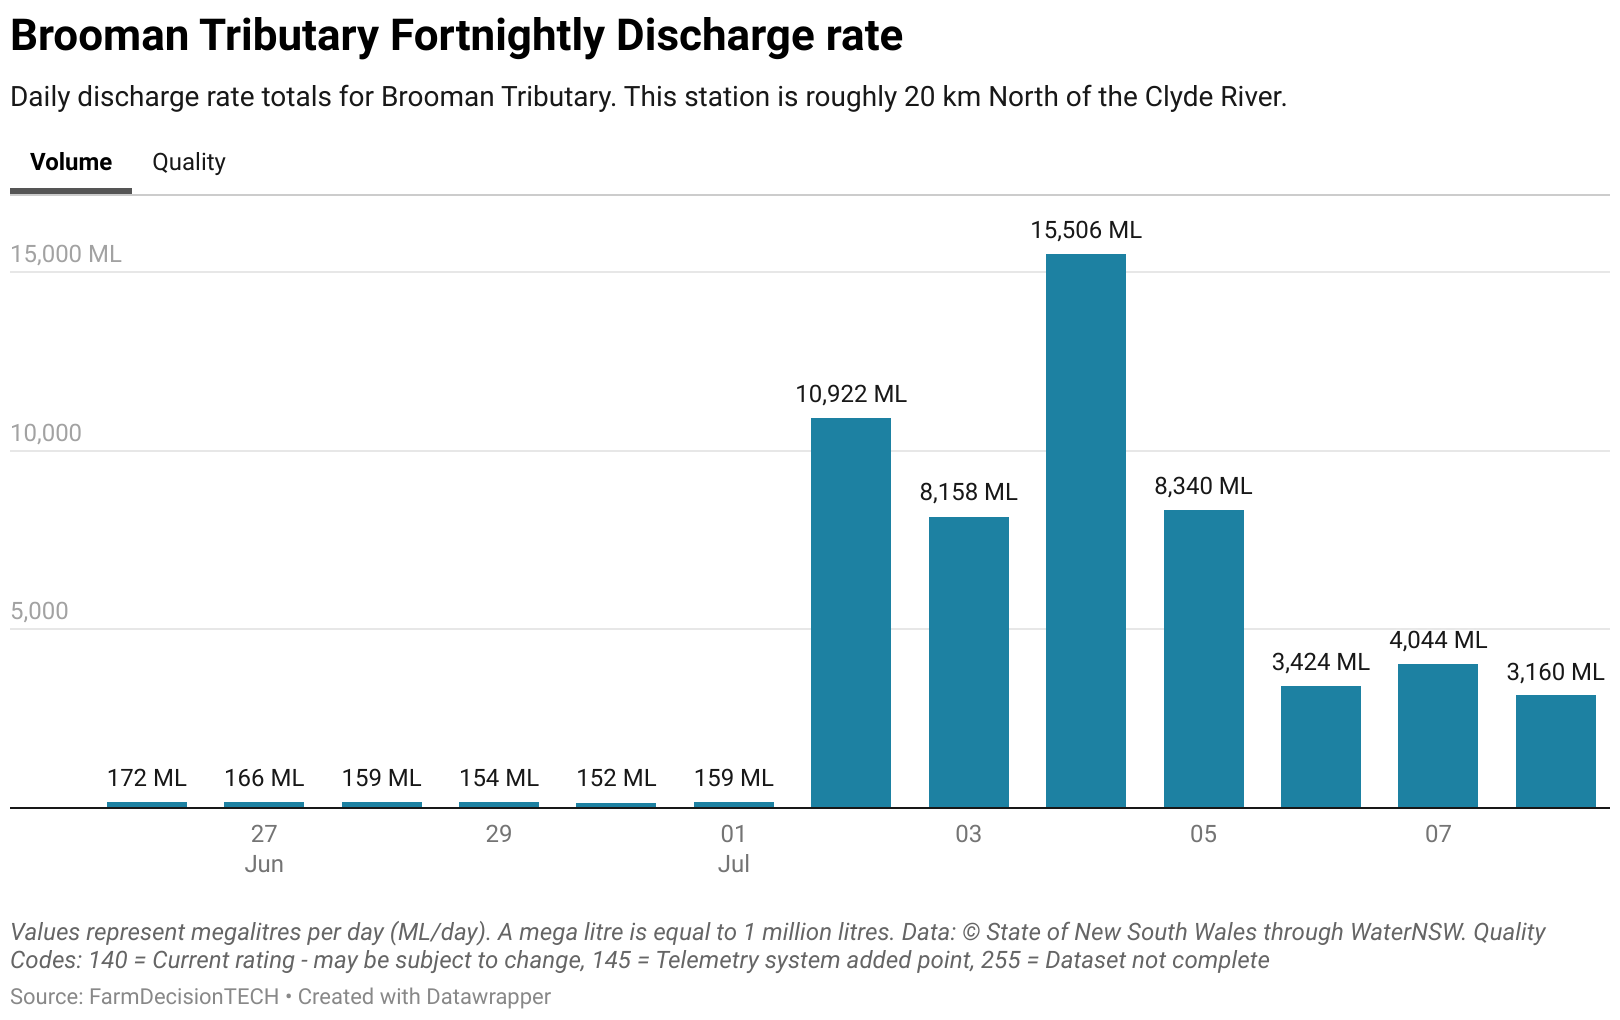 Brooman Tributary Fortnightly Discharge rate
Daily discharge rate totals for Brooman Tributary. This station is roughly 20 km North of the Clyde River.
Volume Quality
15,506 ML
15,000 ML
10,922 ML
10,000
8,158 ML
8,340 ML
5,000
3,424 ML
4,044 ML
3,160 ML
172 ML 166 ML 159 ML 154 ML 152 ML 159 ML
27 29 01 03 05 07
Jun Jul
Values represent megalitres per day (ML/day). A mega litre is equal to 1 million litres. Data: © State of New South Wales through WaterNSW. Quality
Codes: 140 = Current rating - may be subject to change, 145 = Telemetry system added point, 255 = Dataset not complete
Source: FarmDecisionTECH • Created with Datawrapper